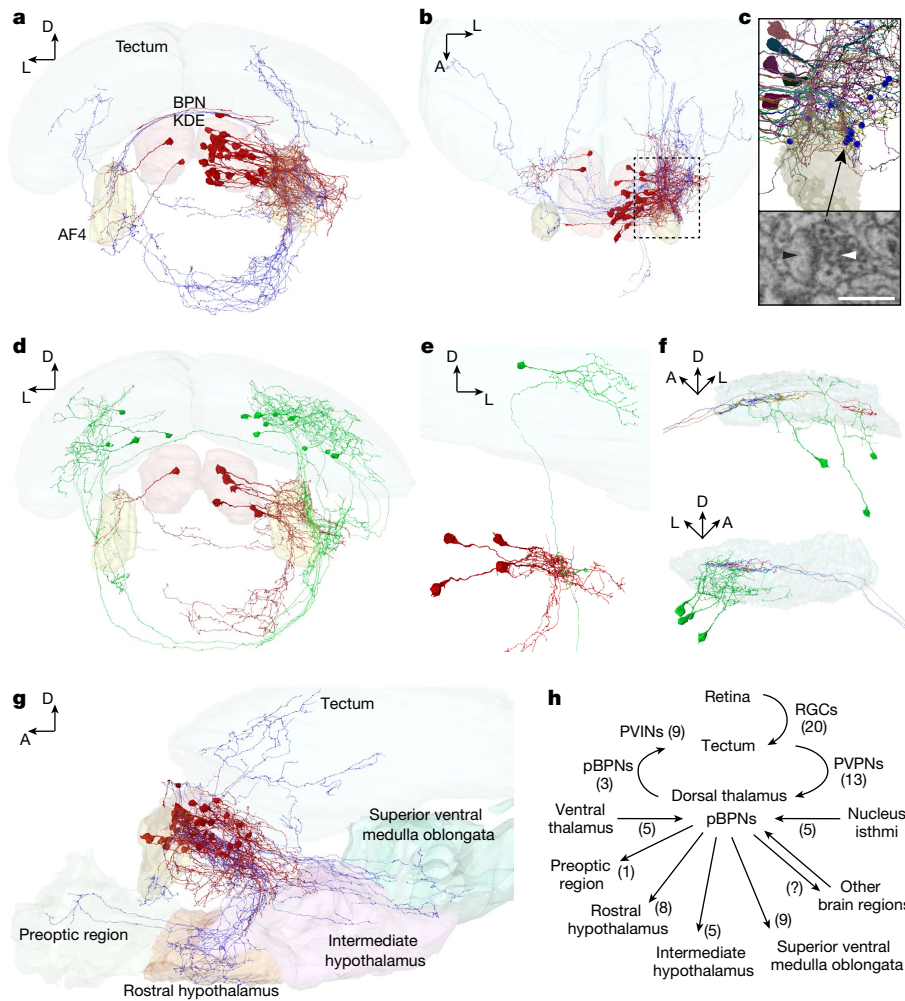 a
D
L
Tectum
BPN
KDE
AF4
b
L
A
c
d
D
L
e
D
L
f
D
A
L
D
L
A
g
D
A
Tectum
Superior ventral
medulla oblongata
Preoptic region
Intermediate
hypothalamus
Rostral hypothalamus
h
Retina
RGCs
(20)
PVINs (9)
Tectum
pBPNs
(3)
PVPNs
(13)
Dorsal thalamus
pBPNs
Ventral
thalamus
(5)
(5)
Nucleus
isthmi
Preoptic
region
(1)
(?)
Other
brain regions
Rostral
hypothalamus
(8)
(5)
Intermediate
hypothalamus
(9)
Superior ventral
medulla oblongata